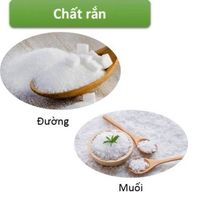 Chất rắn
Đường
Muối